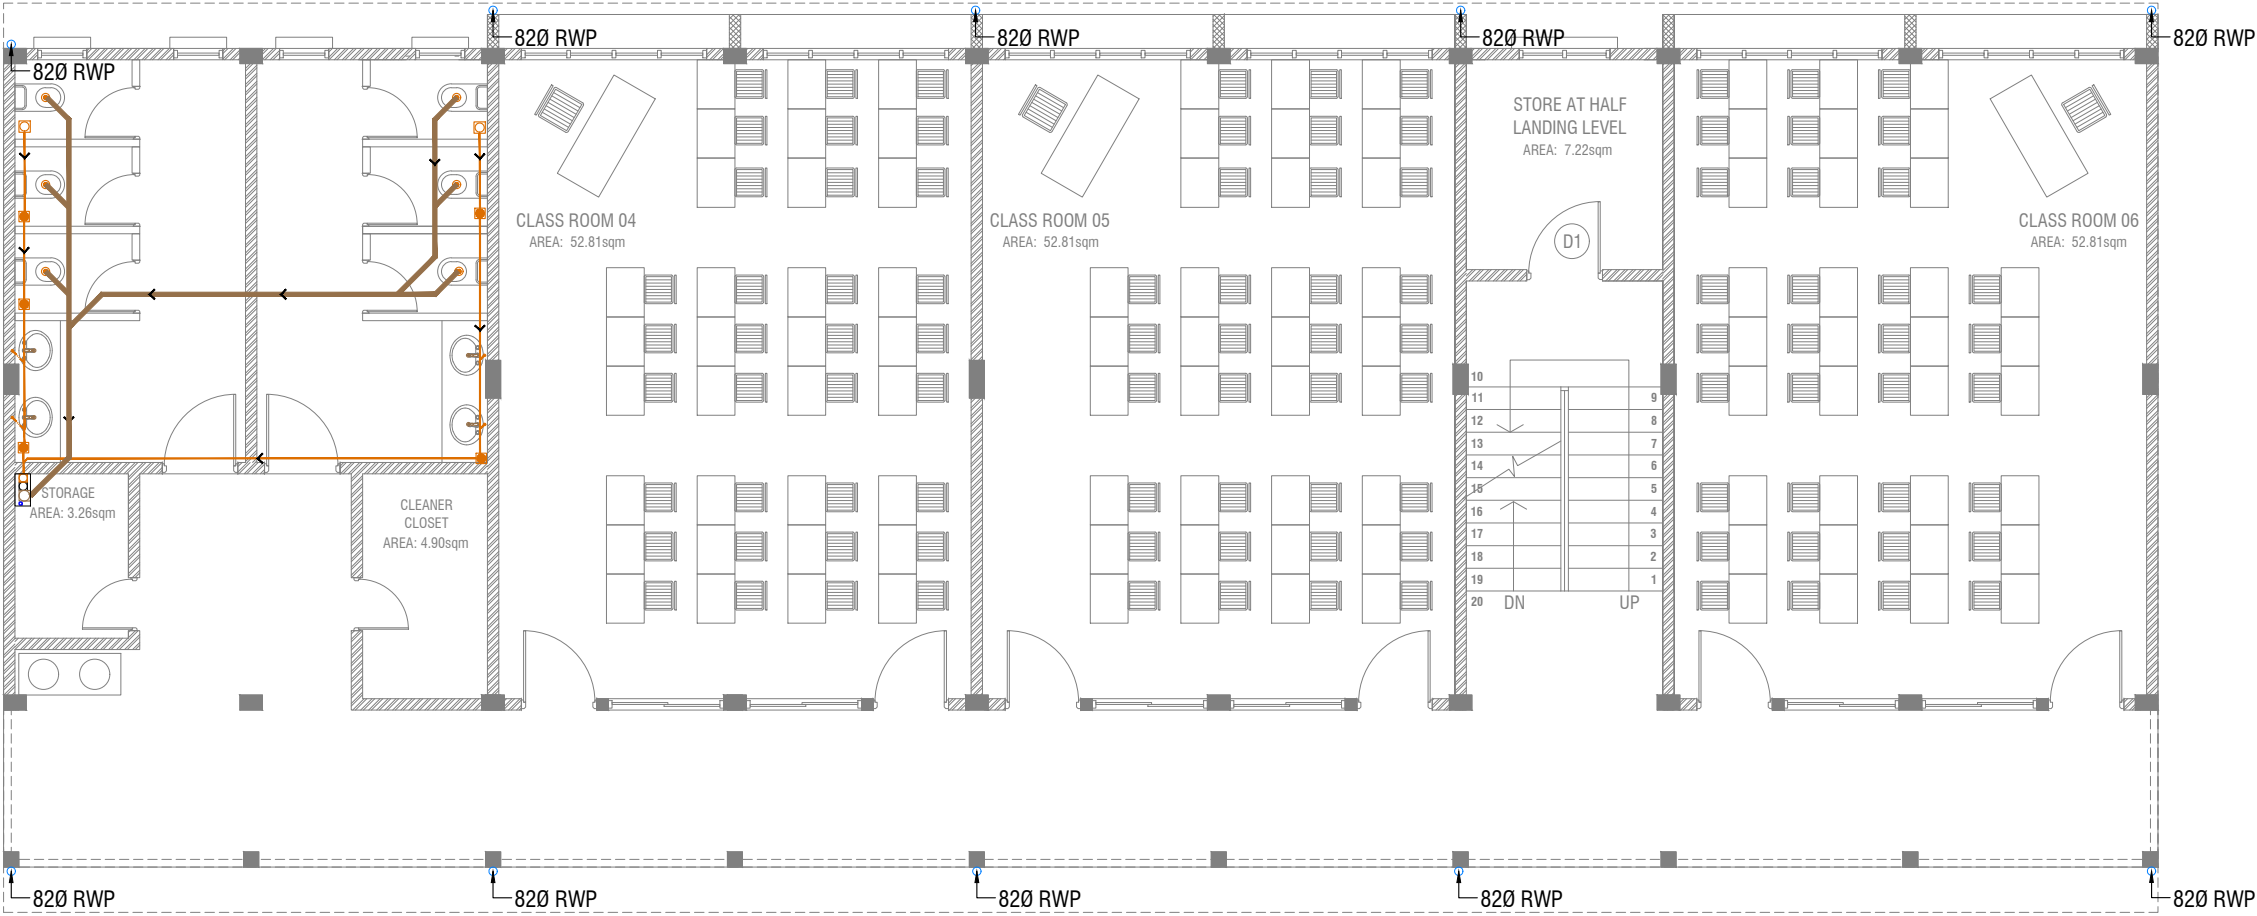 82Ø RWP
82Ø RWP
82Ø RWP
82Ø RWP
82Ø RWP
STORE AT HALF
LANDING LEVEL
AREA: 7.22sqm
CLASS ROOM 04
AREA: 52.81sqm
CLASS ROOM 05
AREA: 52.81sqm
D1
CLASS ROOM 06
AREA: 52.81sqm
10
11
12
13
14
15
16
17
18
19
20
9
8
7
6
5
4
3
2
1
DN
UP
STORAGE
AREA: 3.26sqm
CLEANER
CLOSET
AREA: 4.90sqm
82Ø RWP
82Ø RWP
82Ø RWP
82Ø RWP
82Ø RWP